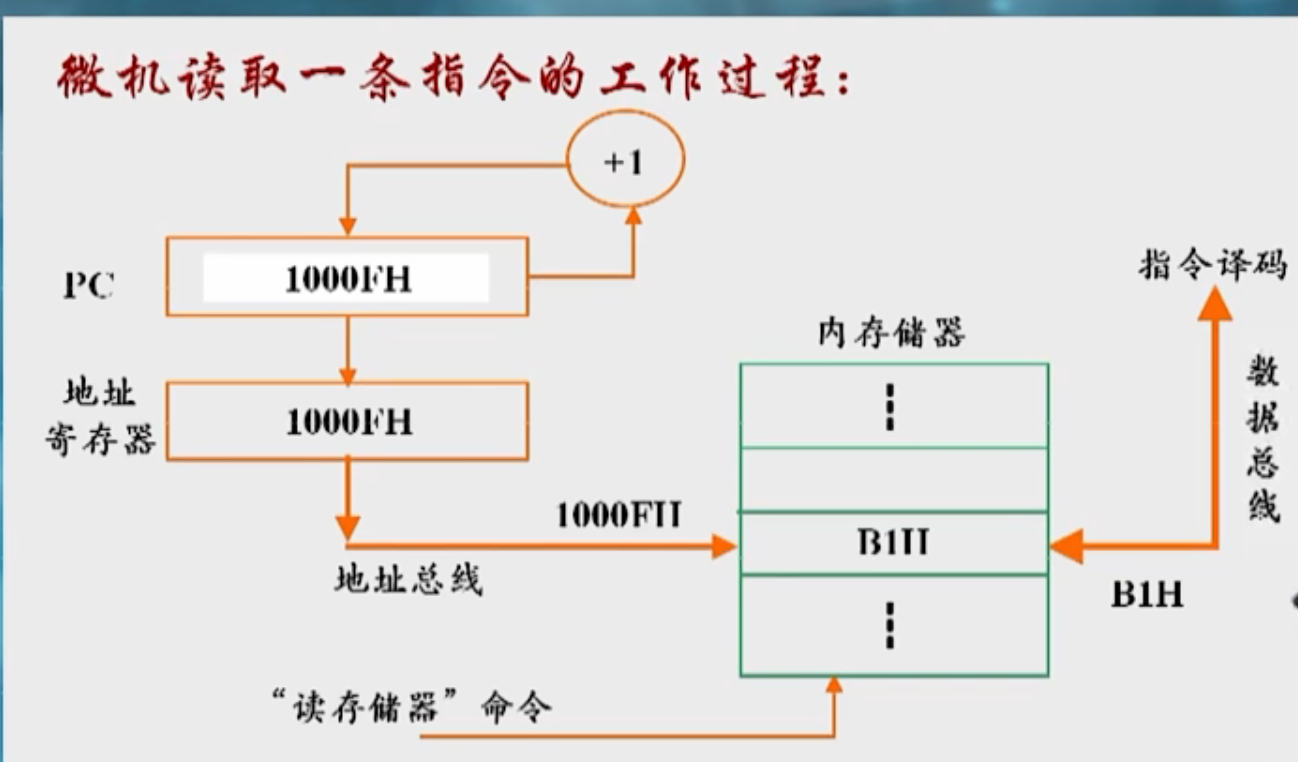 微机读取一条指令的工作过程：
+1
PC
1000FH
指令译码
内存储器
地址
寄存器
1000FH
数据总线
1000FH
B1H
地址总线
B1H
“读存储器”命令